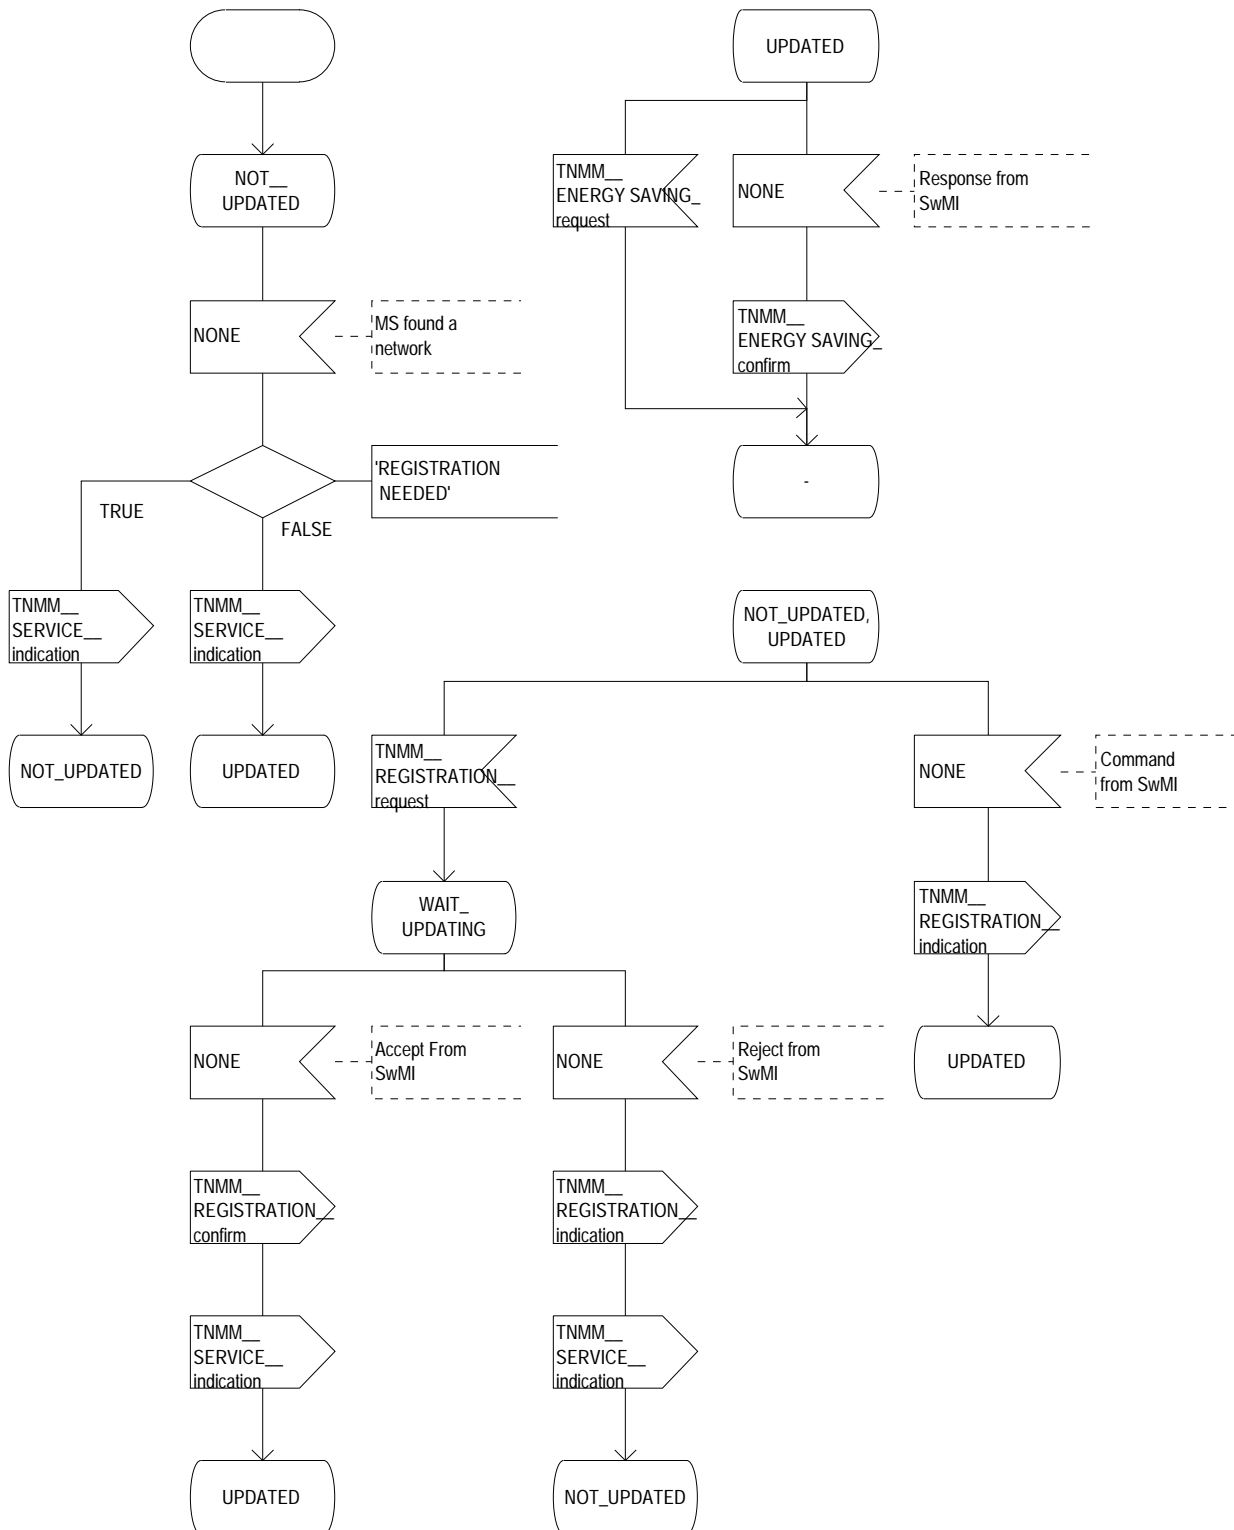 UPDATED
NOT__
UPDATED
TNMM__
ENERGY SAVING_
request
NONE
Response from
SwMI
NONE
MS found a
network
TNMM__
ENERGY SAVING_
confirm
'REGISTRATION
NEEDED'
-
TRUE
FALSE
TNMM__
SERVICE__
indication
TNMM__
SERVICE__
indication
NOT_UPDATED,
UPDATED
NOT_UPDATED
UPDATED
TNMM__
REGISTRATION__
request
NONE
Command
from SwMI
WAIT_
UPDATING
TNMM__
REGISTRATION__
indication
NONE
Accept From
SwMI
NONE
Reject from
SwMI
UPDATED
TNMM__
REGISTRATION__
confirm
TNMM__
REGISTRATION__
indication
TNMM__
SERVICE__
indication
TNMM__
SERVICE__
indication
UPDATED
NOT_UPDATED